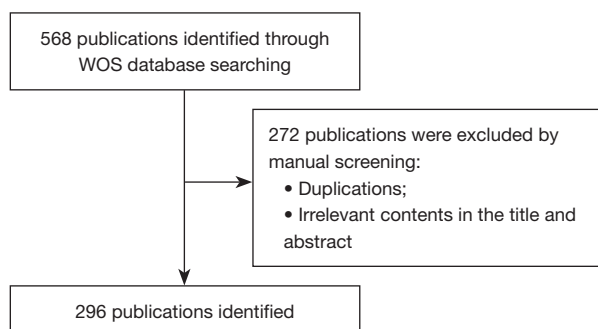 568 publications identified through
WOS database searching
272 publications were excluded by
manual screening:
• Duplications;
• Irrelevant contents in the title and
abstract
296 publications identified